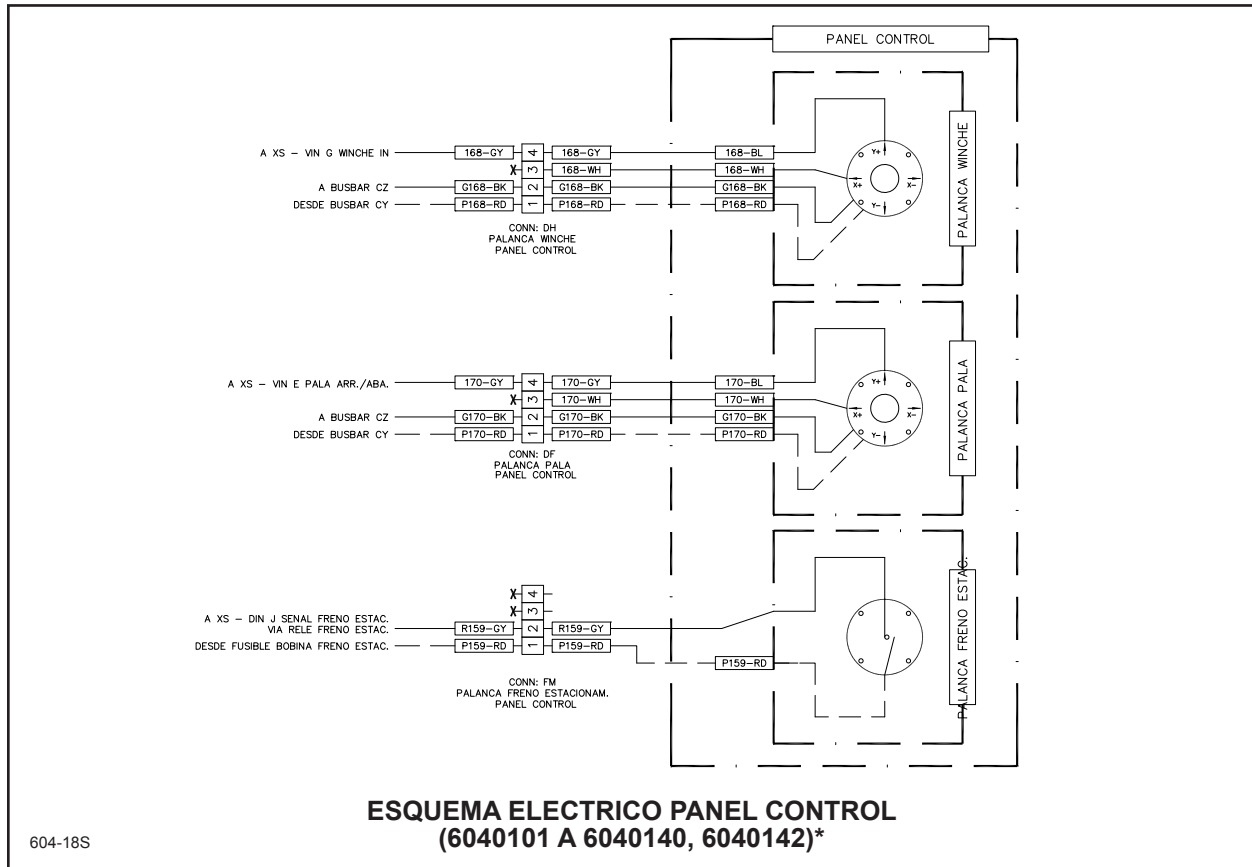 PANEL CONTROL
A XS - VIN G WINCHE IN 168-GY 4 168-GY 168-BL
X 3 168-WH 168-WH
A BUSBAR CZ G168-BK 2 G168-BK G168-BK
DESDE BUSBAR CY P168-RD 1 P168-RD P168-RD
Y+
X+ X-
Y-
PALANCA WINCHE
CONN: DH
PALANCA WINCHE
PANEL CONTROL
A XS - VIN E PALA ARR./ABA. 170-GY 4 170-GY 170-BL
X 3 170-WH 170-WH
A BUSBAR CZ G170-BK 2 G170-BK G170-BK
DESDE BUSBAR CY P170-RD 1 P170-RD P170-RD
Y+
X+ X-
Y-
PALANCA PALA
CONN: DF
PALANCA PALA
PANEL CONTROL
X 4
X 3
A XS - DIN J SENAL FRENO ESTAC.
VIA RELE FRENO ESTAC. R159-GY 2 R159-GY
DESDE FUSIBLE BOBINA FRENO ESTAC. P159-RD 1 P159-RD P159-RD
PALANCA FRENO ESTAC.
CONN: FM
PALANCA FRENO ESTACIONAM.
PANEL CONTROL
ESQUEMA ELECTRICO PANEL CONTROL
(6040101 A 6040140, 6040142)*
604-18S